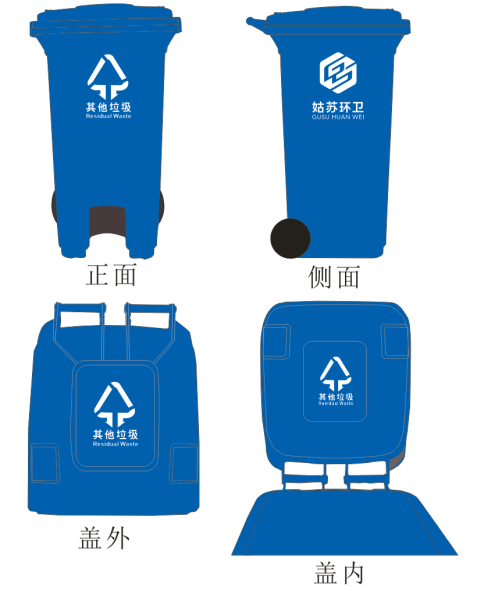 其他垃圾
Residual Waste
姑苏环卫
GUSU HUAN WEI
正面
侧面
其他垃圾
Residual Waste
其他垃圾
Residual Waste
盖外
盖内